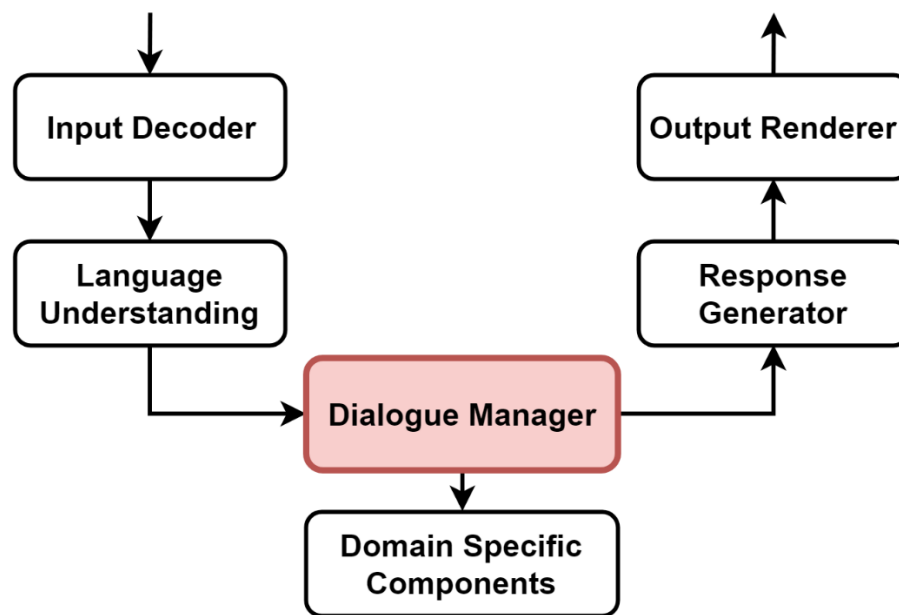 Input Decoder
Output Renderer
Language
Understanding
Response
Generator
Dialogue Manager
Domain Specific
Components